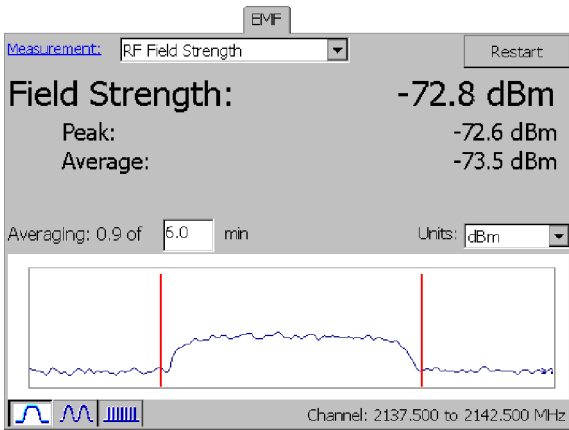 EMF
Measurement: RF Field Strength
Restart
Field Strength: -72.8 dBm
Peak: -72.6 dBm
Average: -73.5 dBm
Averaging: 0.9 of 6.0 min Units: dBm
Channel: 2137.500 to 2142.500 MHz